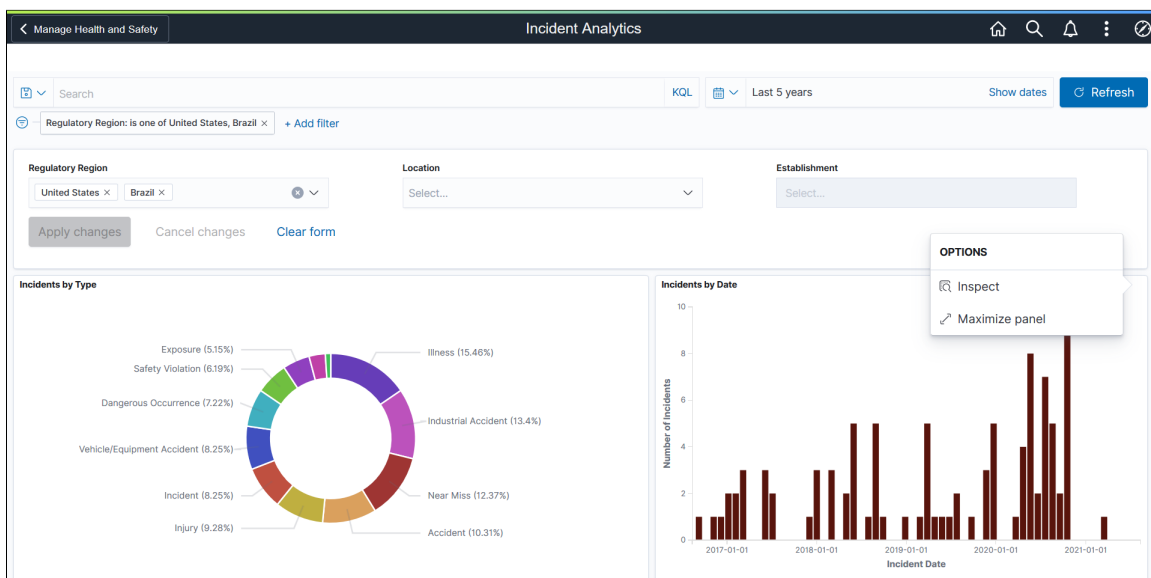 Manage Health and Safety
Incident Analytics
Search
KQL
Last 5 years
Show dates
Refresh
Regulatory Region: is one of United States, Brazil ×
+ Add filter
Regulatory Region
Location
Establishment
United States ×
Brazil ×
Select...
Select...
Apply changes
Cancel changes
Clear form
OPTIONS
Inspect
Maximize panel
Incidents by Type
Exposure (5.15%)
Safety Violation (6.19%)
Dangerous Occurrence (7.22%)
Vehicle/Equipment Accident (8.25%)
Incident (8.25%)
Injury (9.28%)
Illness (15.46%)
Industrial Accident (13.4%)
Near Miss (12.37%)
Accident (10.31%)
Incidents by Date
Number of Incidents
10
8
6
4
2
0
2017-01-01
2018-01-01
2019-01-01
2020-01-01
2021-01-01
Incident Date